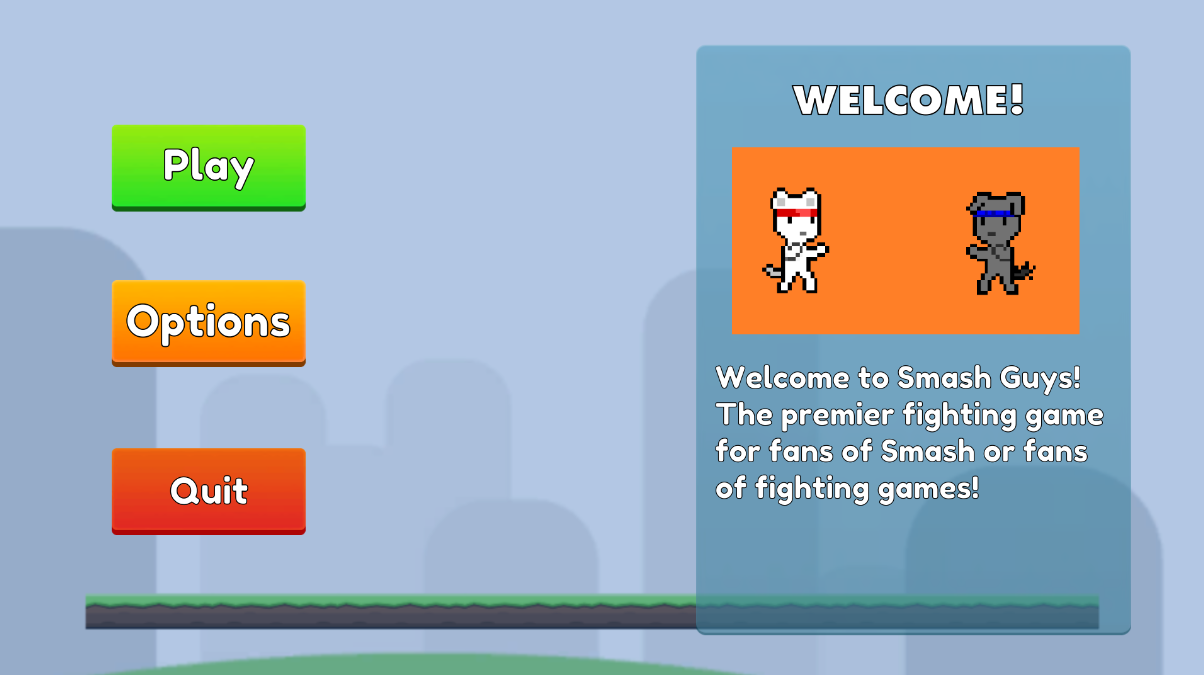 Play
Options
Quit
WELCOME!
Welcome to Smash Guys!
The premier fighting game
for fans of Smash or fans
of fighting games!